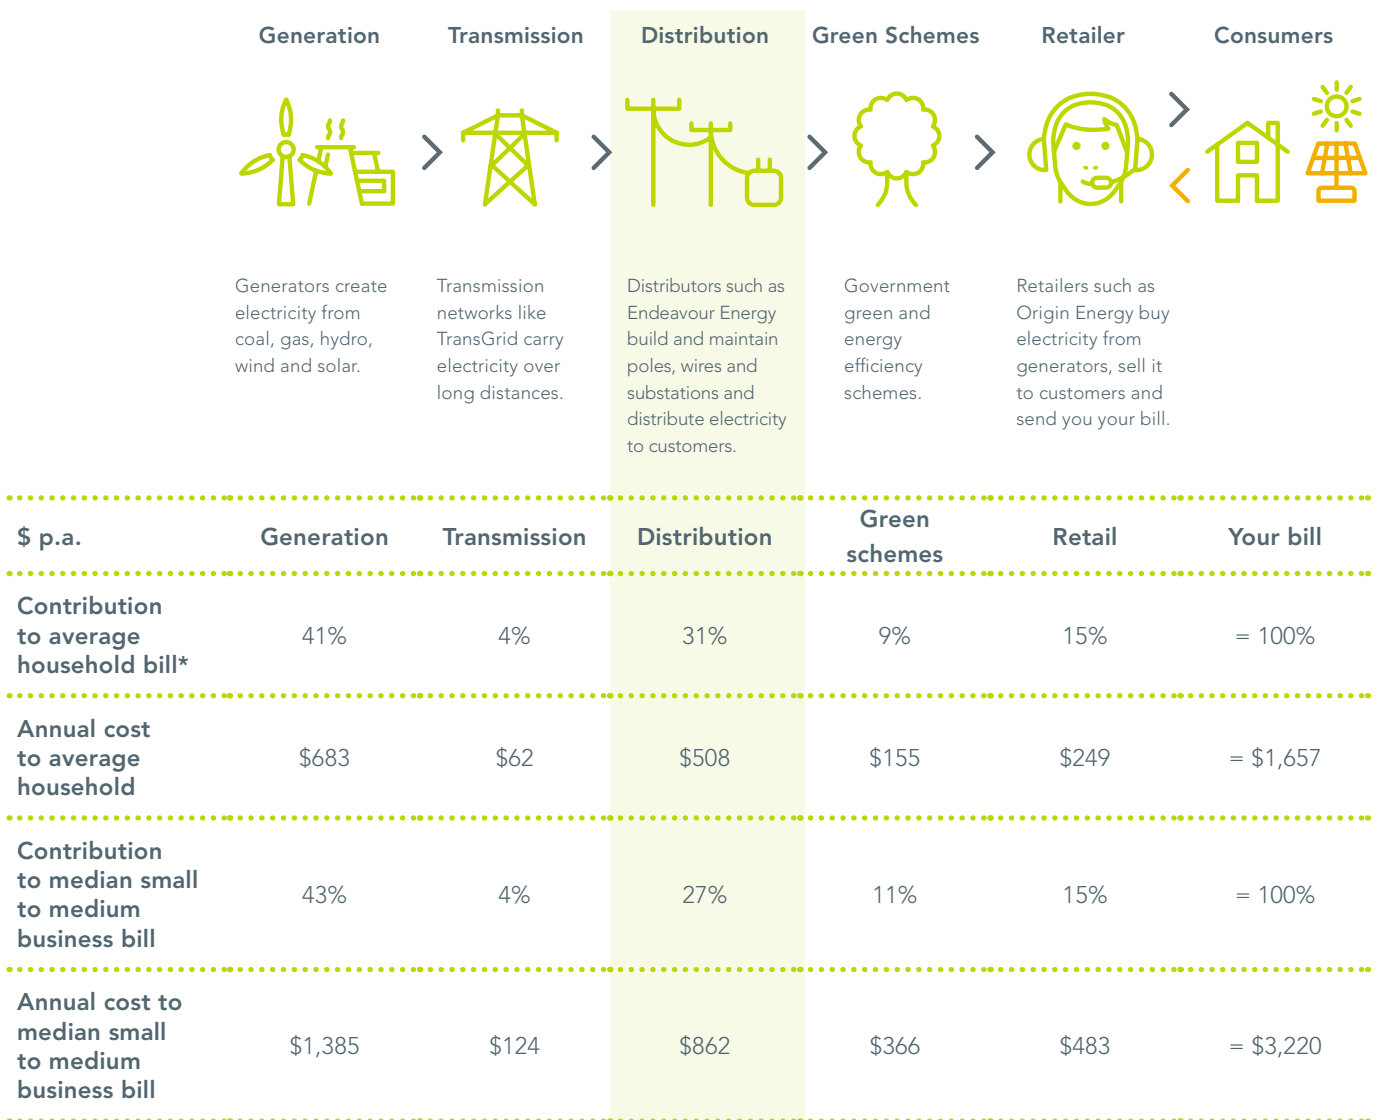 Generation
Transmission
Distribution
Green Schemes
Retailer
Consumers
Generators create
electricity from
coal, gas, hydro,
wind and solar.
Transmission
networks like
TransGrid carry
electricity over
long distances.
Distributors such as
Endeavour Energy
build and maintain
poles, wires and
substations and
distribute electricity
to customers.
Government
green and
energy
efficiency
schemes.
Retailers such as
Origin Energy buy
electricity from
generators, sell it
to customers and
send you your bill.
$ p.a.
Generation
Transmission
Distribution
Green
schemes
Retail
Your bill
Contribution
to average
household bill*
41%
4%
31%
9%
15%
= 100%
Annual cost
to average
household
$683
$62
$508
$155
$249
= $1,657
Contribution
to median small
to medium
business bill
43%
4%
27%
11%
15%
= 100%
Annual cost to
median small
to medium
business bill
$1,385
$124
$862
$366
$483
= $3,220